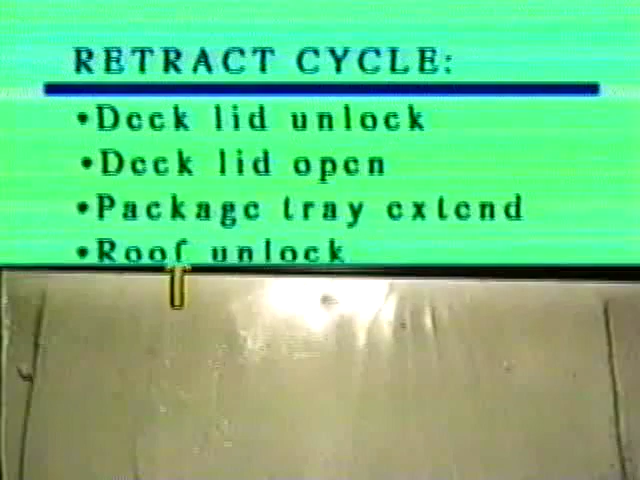 RETRACT CYCLE:
•Deck lid unlock
•Deck lid open
•Package tray extend
•Roof unlock